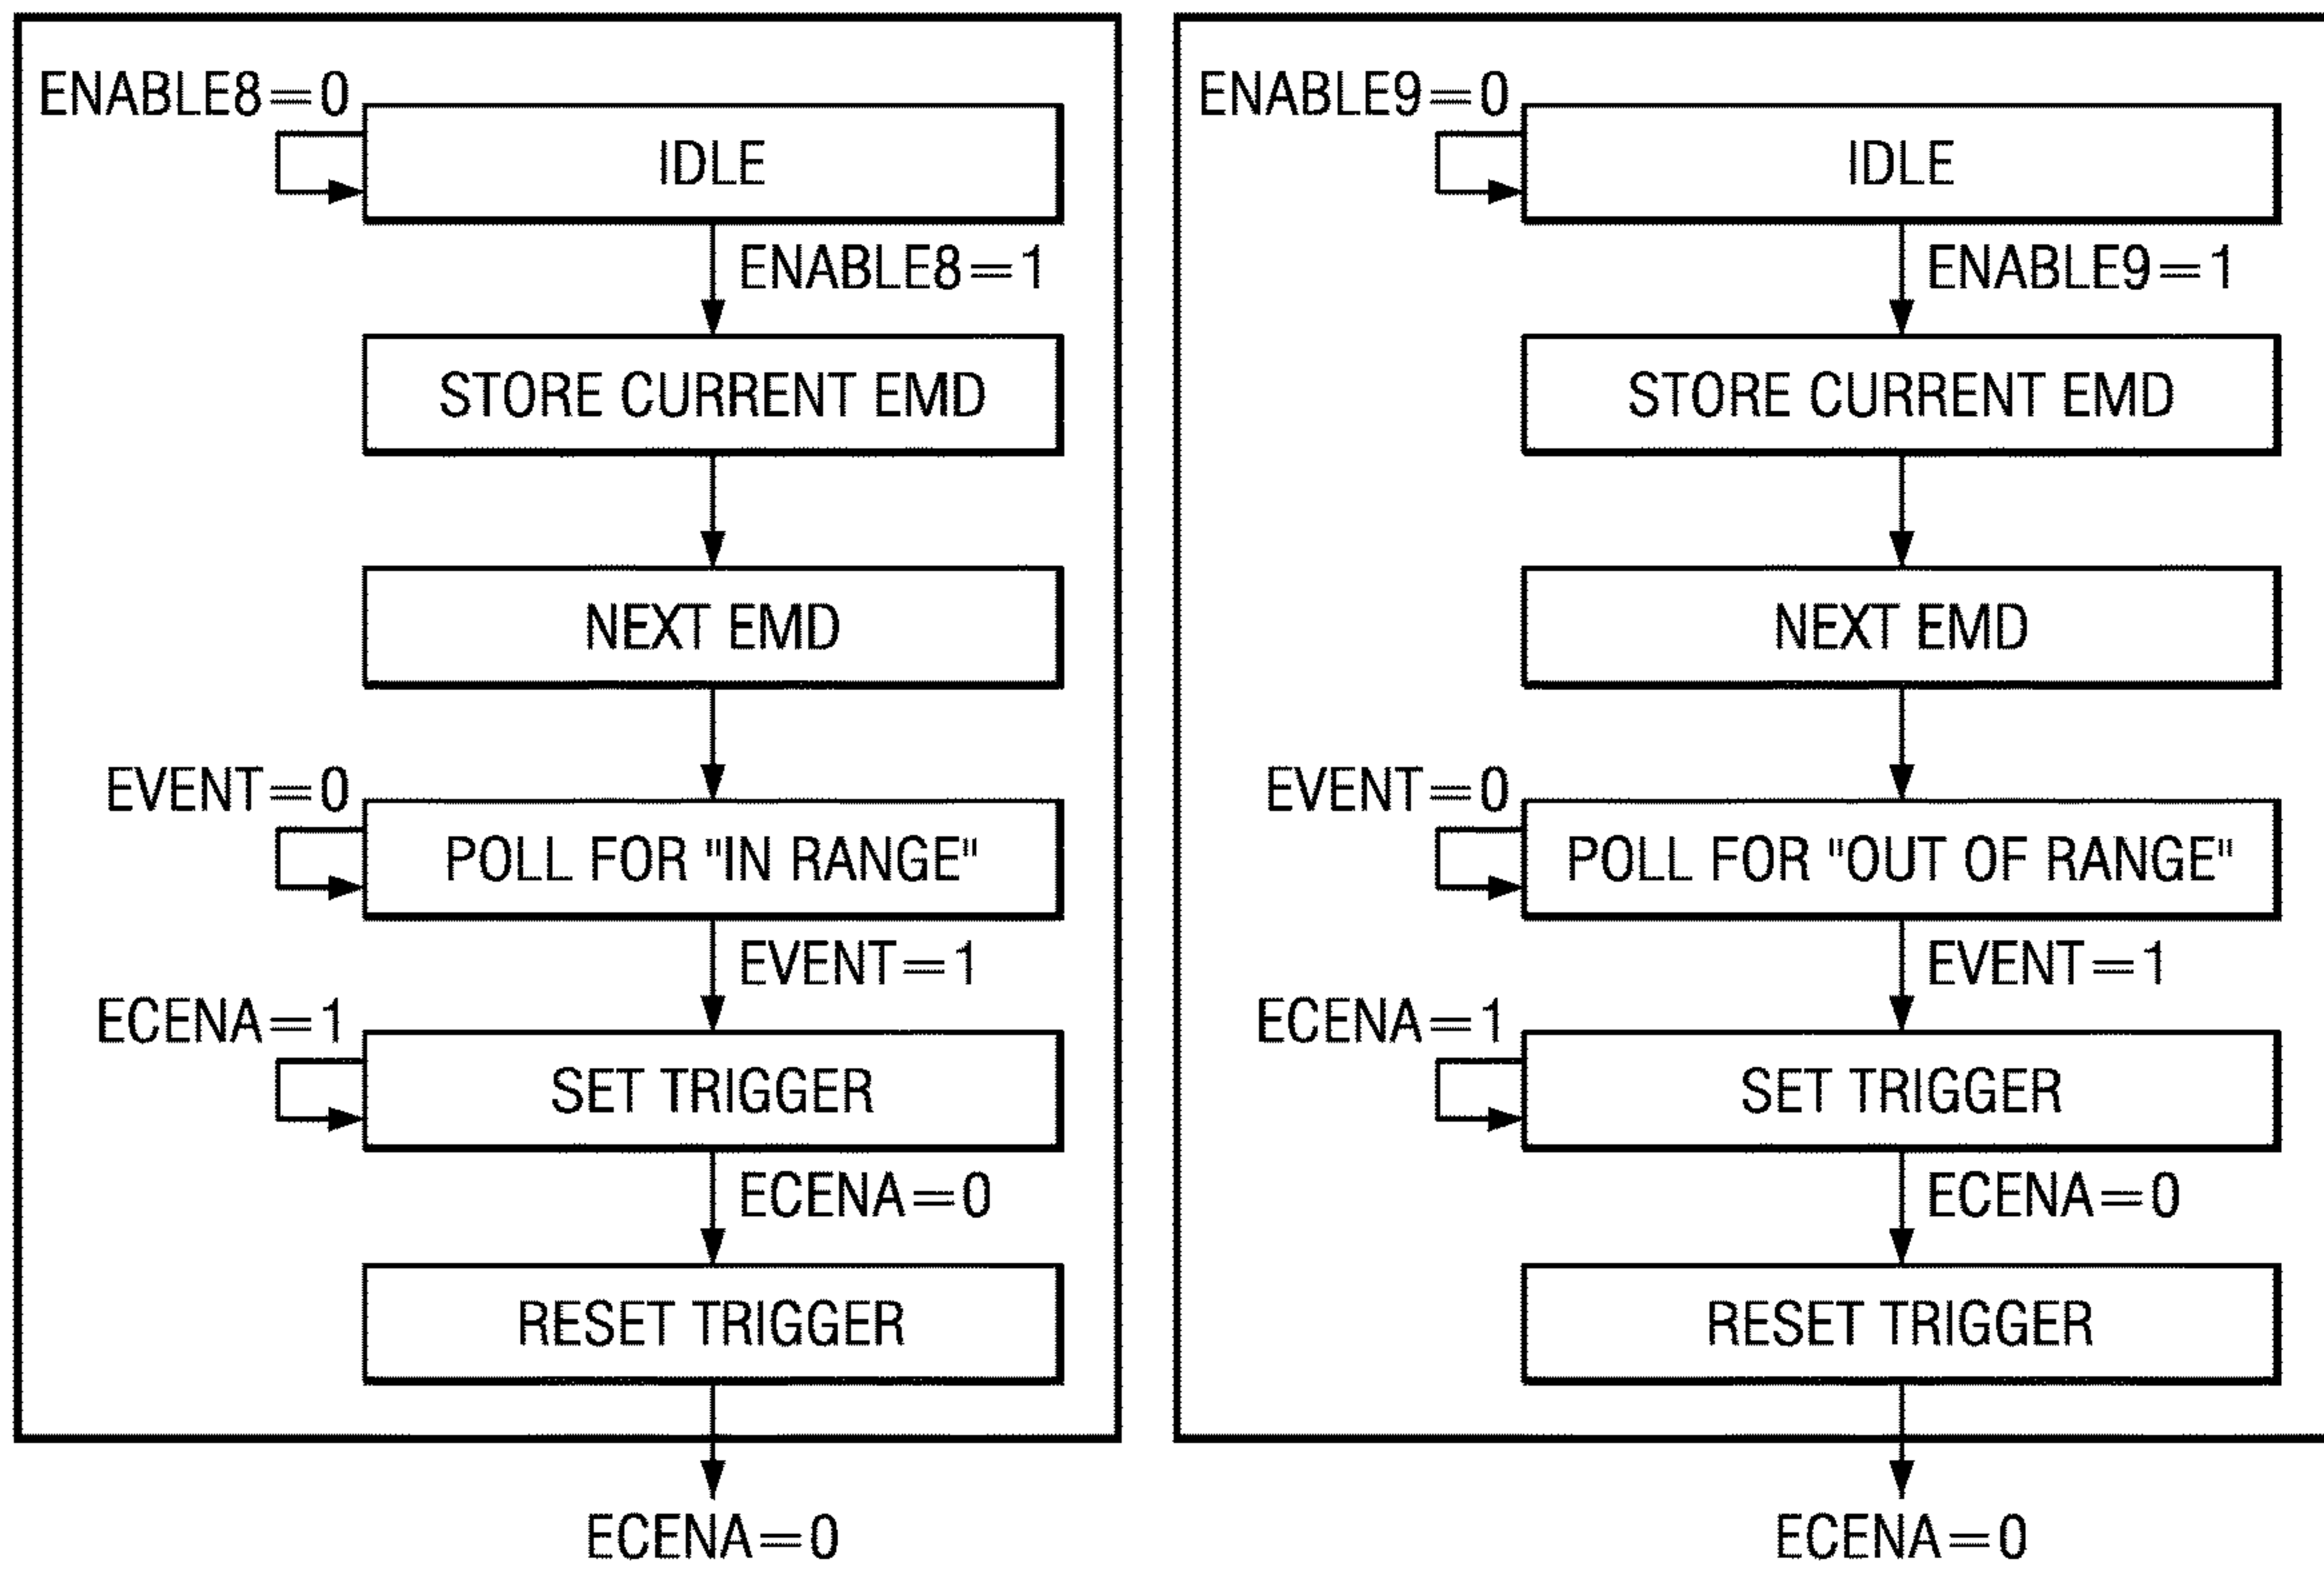 ENABLE8=0
IDLE
ENABLE8=1
STORE CURRENT EMD
NEXT EMD
EVENT=0
POLL FOR "IN RANGE"
EVENT=1
ECENA=1
SET TRIGGER
ECENA=0
RESET TRIGGER
ECENA=0
ENABLE9=0
IDLE
ENABLE9=1
STORE CURRENT EMD
NEXT EMD
EVENT=0
POLL FOR "OUT OF RANGE"
EVENT=1
ECENA=1
SET TRIGGER
ECENA=0
RESET TRIGGER
ECENA=0